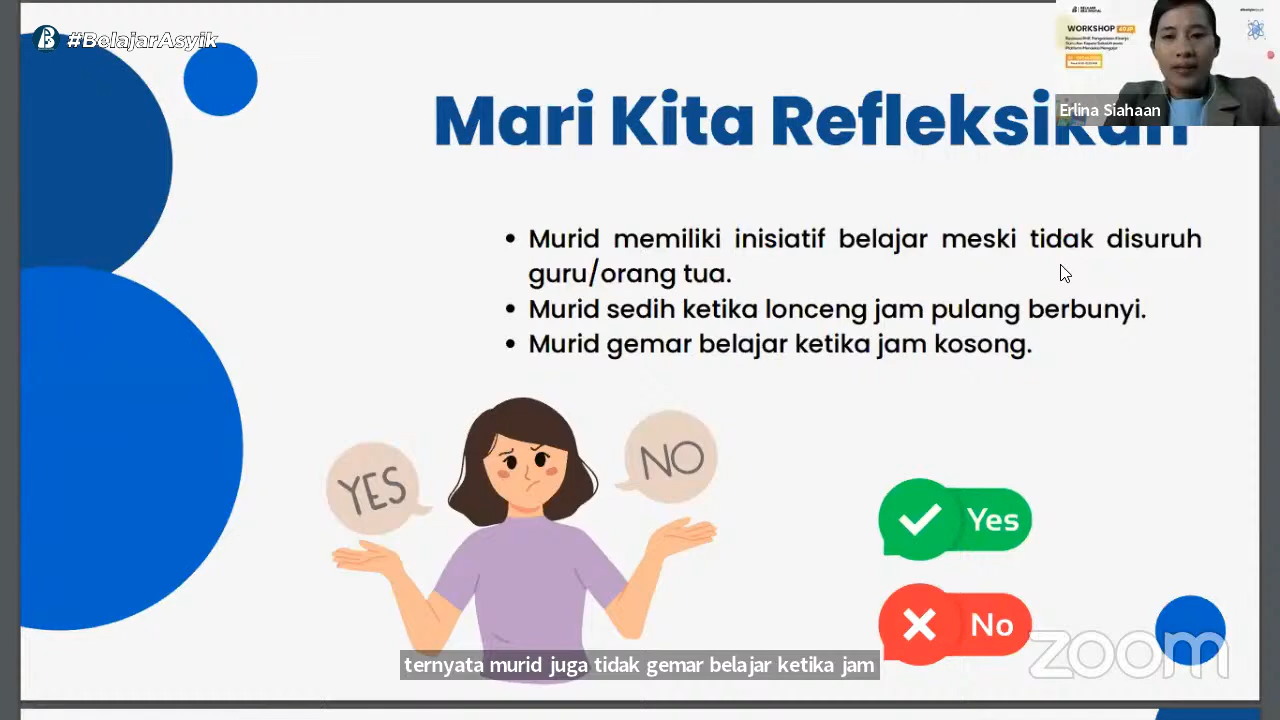 #BelajarAsyik
WORKSHOP
Erlina Siahaan
Mari Kita Refleksikan
• Murid memiliki inisiatif belajar meski tidak disuruh
guru/orang tua.
• Murid sedih ketika lonceng jam pulang berbunyi.
• Murid gemar belajar ketika jam kosong.
YES
NO
Yes
No
zoom
ternyata murid juga tidak gemar belajar ketika jam